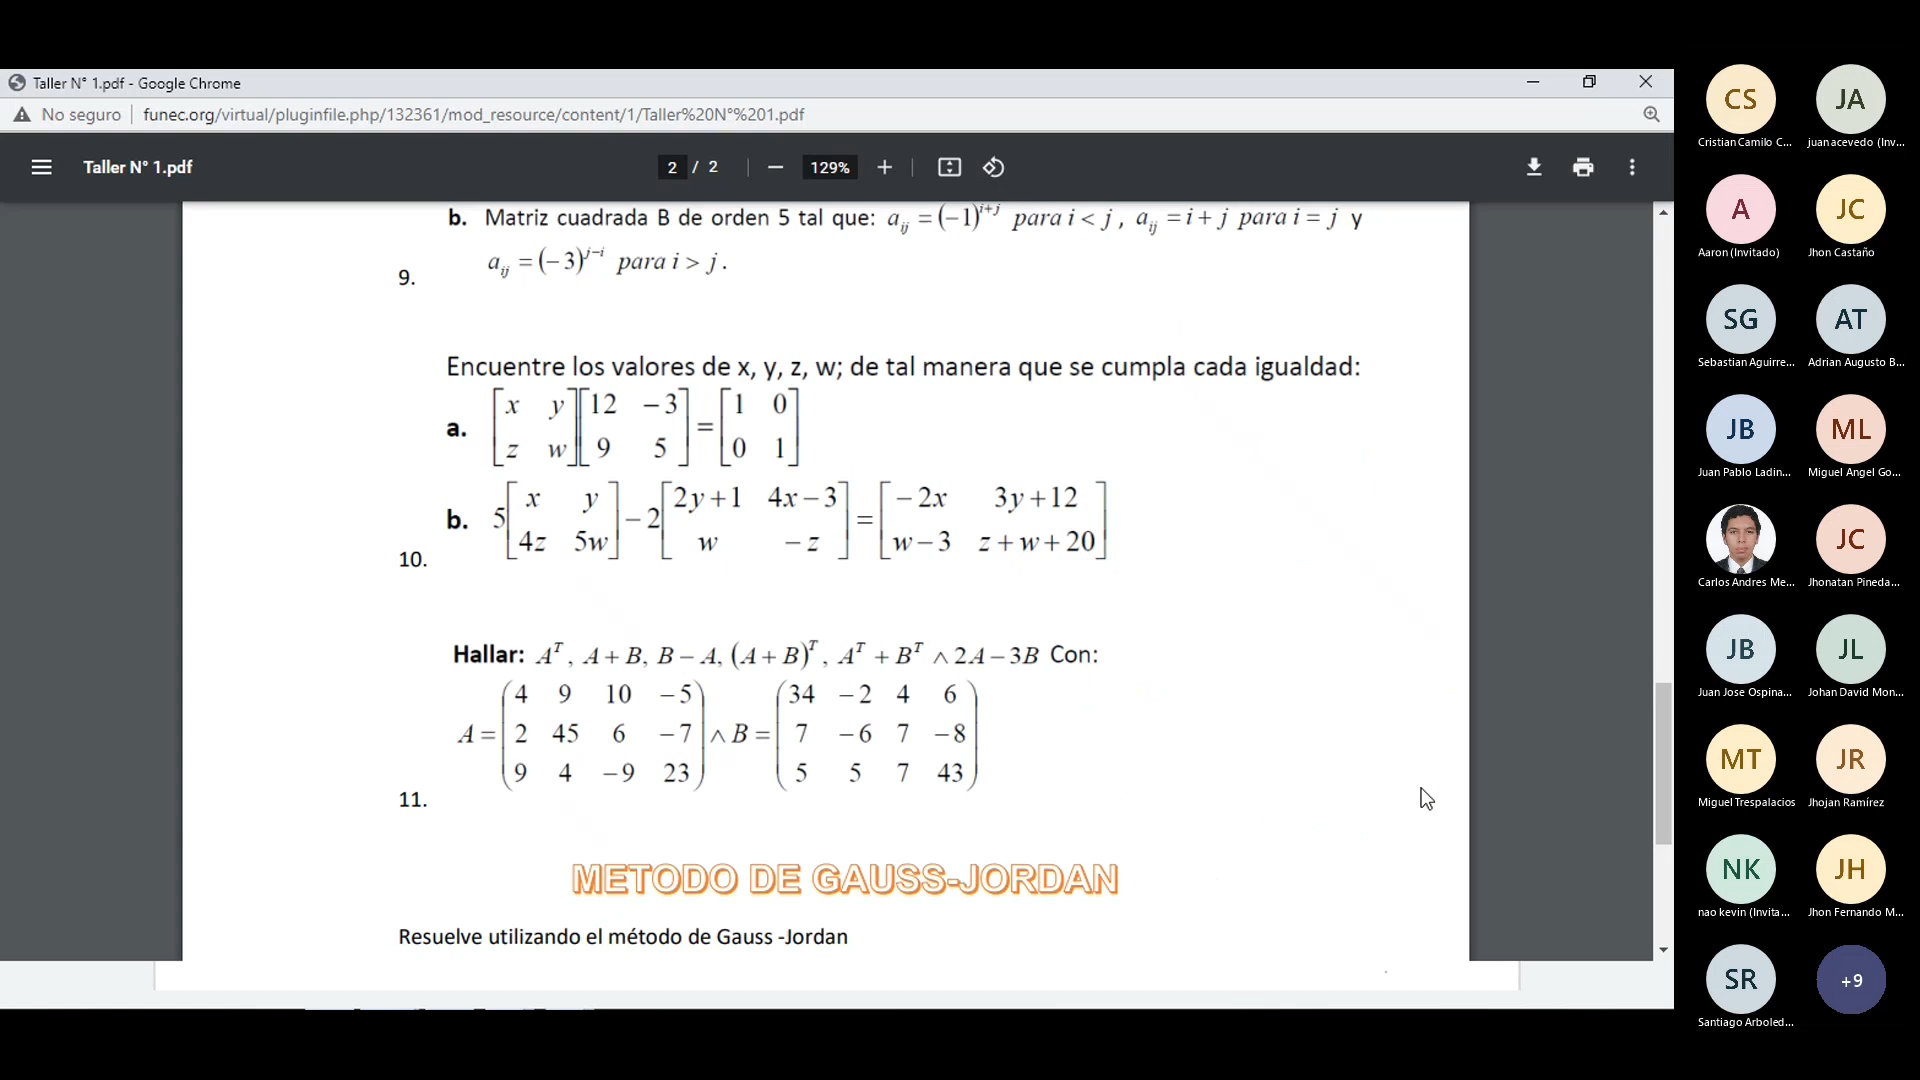 Taller N° 1.pdf - Google Chrome
No seguro | funec.org/virtual/pluginfile.php/132361/mod_resource/content/1/Taller%20N°%201.pdf
Taller N° 1.pdf 2 / 2 129%
b. Matriz cuadrada B de orden 5 tal que: a_{ij} = (−1)^{i+j} para i < j , a_{ij} = i + j para i = j y
a_{ij} = (−3)^{j−i} para i > j .
9.
Encuentre los valores de x, y, z, w; de tal manera que se cumpla cada igualdad:
a. [x y; z w][12 −3; 9 5] = [1 0; 0 1]
b. 5[x y; 4z 5w] − 2[2y+1 4x−3; w −z] = [−2x 3y+12; w−3 z+w+20]
10.
Hallar: A^T , A + B, B − A, (A + B)^T , A^T + B^T ∧ 2A − 3B Con:
A = (4 9 10 −5; 2 45 6 −7; 9 4 −9 23) ∧ B = (34 −2 4 6; 7 −6 7 −8; 5 5 7 43)
11.
METODO DE GAUSS-JORDAN
Resuelve utilizando el método de Gauss -Jordan
CS JA
Cristian Camilo C... juan acevedo (Inv...
A JC
Aaron (Invitado) Jhon Castaño
SG AT
Sebastian Aguirre... Adrian Augusto B...
JB ML
Juan Pablo Ladin... Miguel Angel Go...
JC
Carlos Andres Me... Jhonatan Pineda...
JB JL
Juan Jose Ospina... Johan David Mon...
MT JR
Miguel Trespalacios Jhojan Ramírez
NK JH
nao kevin (Invita... Jhon Fernando M...
SR +9
Santiago Arboled...